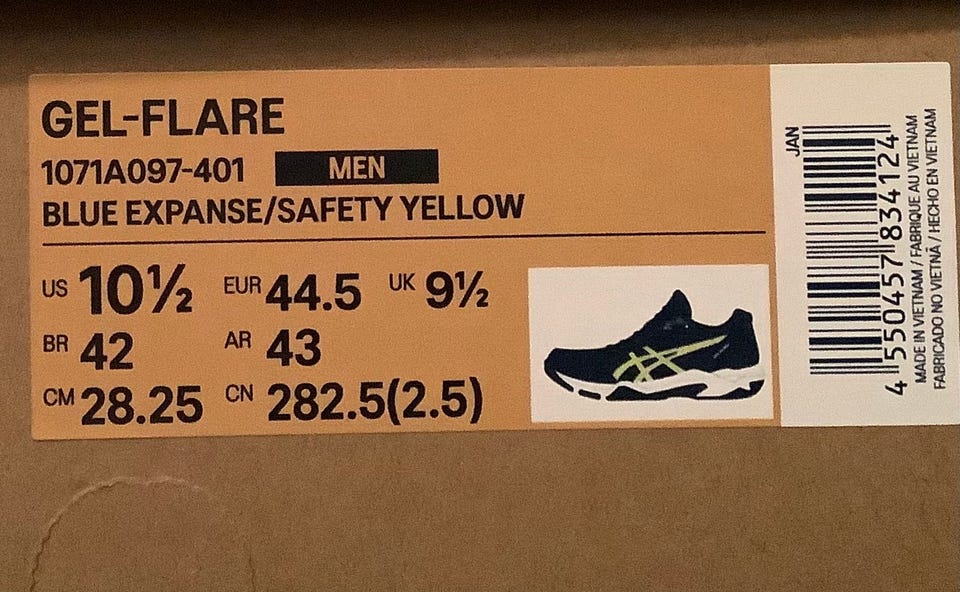 GEL-FLARE
1071A097-401 MEN
BLUE EXPANSE/SAFETY YELLOW
US 10½ EUR 44.5 UK 9½
BR 42 AR 43
CM 28.25 CN 282.5(2.5)
JAN
4 550457 834124
MADE IN VIETNAM / FABRIQUE AU VIETNAM
FABRICADO NO VIETNÃ / HECHO EN VIETNAM